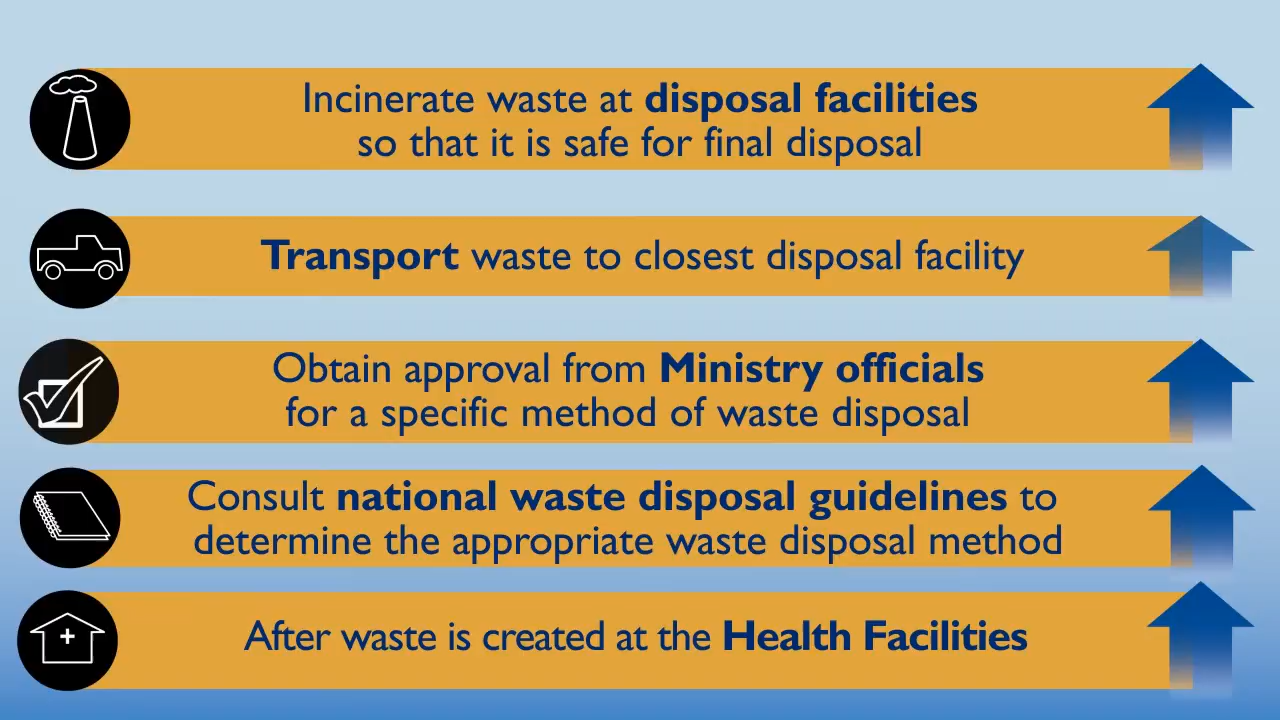 Incinerate waste at disposal facilities
so that it is safe for final disposal
Transport waste to closest disposal facility
Obtain approval from Ministry officials
for a specific method of waste disposal
Consult national waste disposal guidelines to
determine the appropriate waste disposal method
After waste is created at the Health Facilities